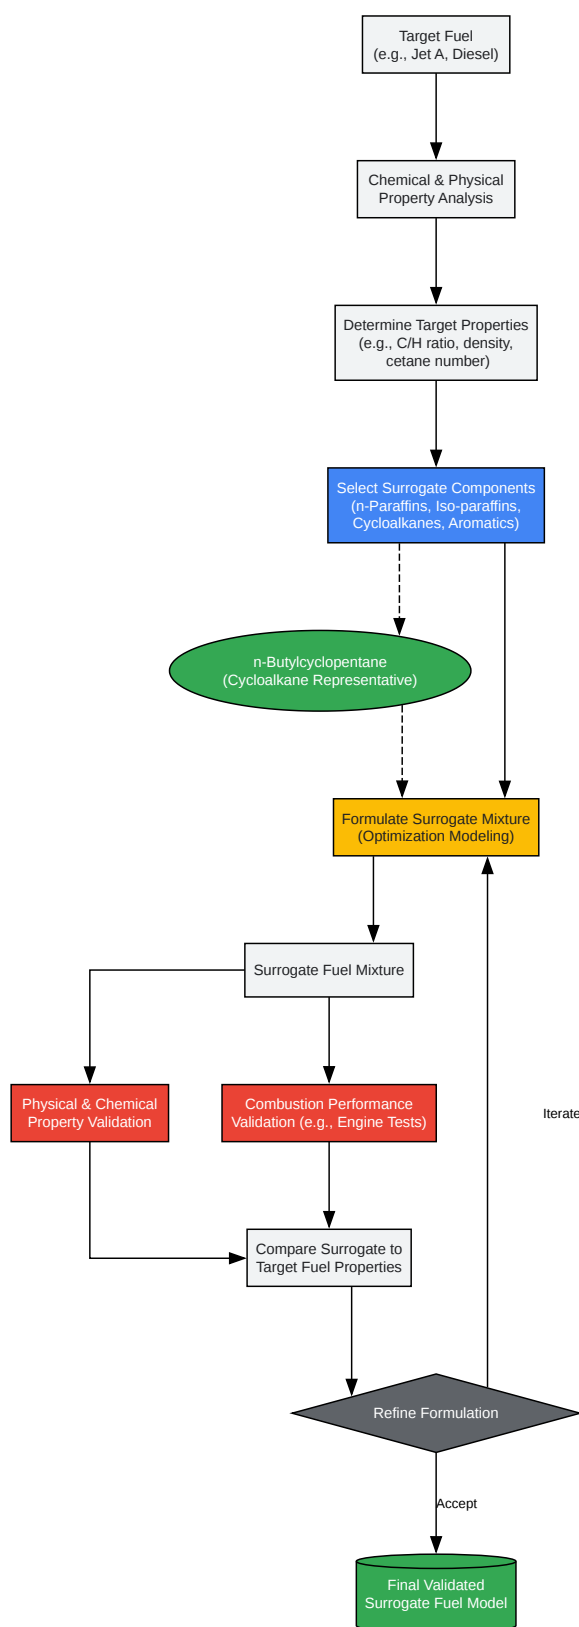 Target Fuel
(e.g., Jet A, Diesel)
Chemical & Physical
Property Analysis
Determine Target Properties
(e.g., C/H ratio, density,
cetane number)
Select Surrogate Components
(n-Paraffins, Iso-paraffins,
Cycloalkanes, Aromatics)
n-Butylcyclopentane
(Cycloalkane Representative)
Formulate Surrogate Mixture
(Optimization Modeling)
Surrogate Fuel Mixture
Physical & Chemical
Property Validation
Combustion Performance
Validation (e.g., Engine Tests)
Iterate
Compare Surrogate to
Target Fuel Properties
Refine Formulation
Accept
Final Validated
Surrogate Fuel Model